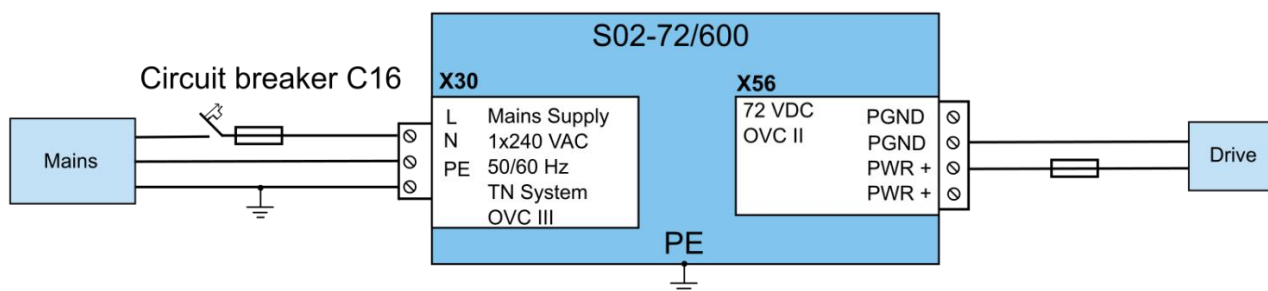 S02-72/600
Circuit breaker C16
Mains
X30
L Mains Supply
N 1x240 VAC
PE 50/60 Hz
TN System
OVC III
X56
72 VDC PGND
OVC II PGND
PWR +
PWR +
Drive
PE